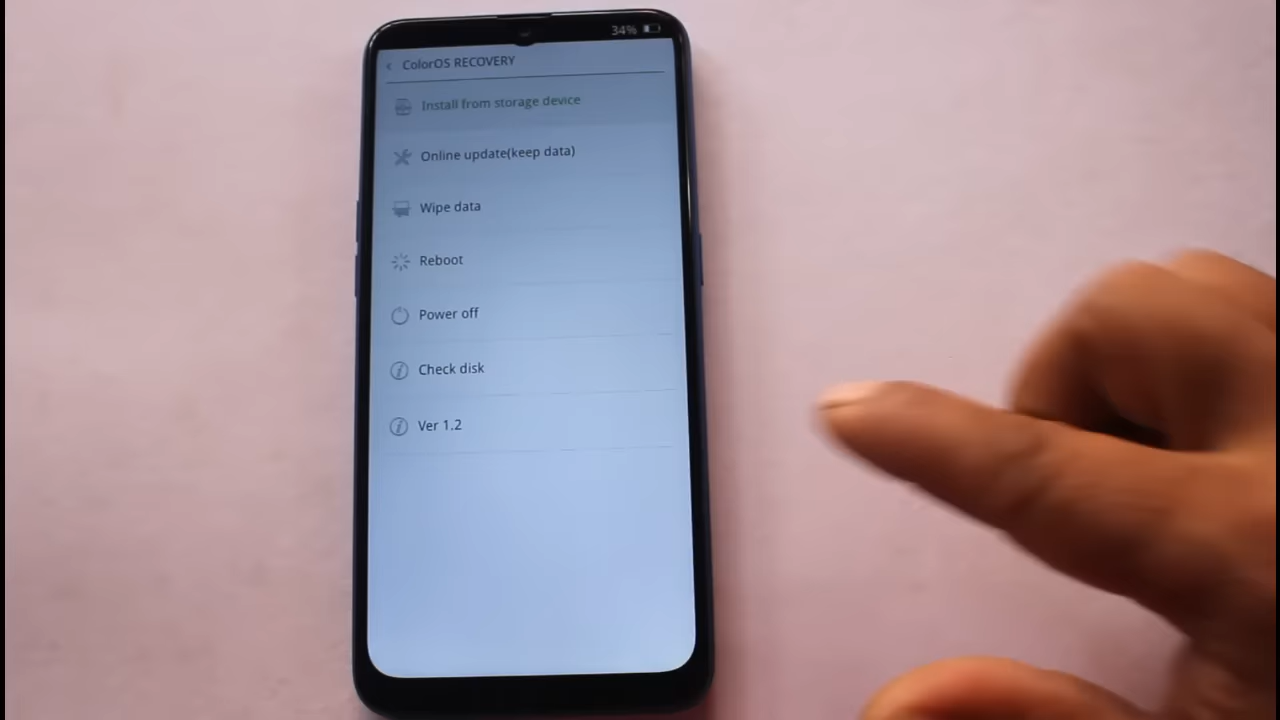 34%
ColorOS RECOVERY
Install from storage device
Online update(keep data)
Wipe data
Reboot
Power off
Check disk
Ver 1.2